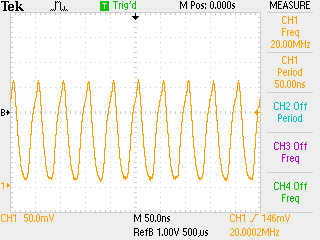 Tek T Trig'd M Pos: 0.000s MEASURE
CH1
Freq
20.00MHz
CH1
Period
50.00ns
CH2 Off
Period
CH3 Off
Freq
CH4 Off
Freq
B
1
CH1 50.0mV M 50.0ns CH1 146mV
RefB 1.00V 500µs 20.0002MHz